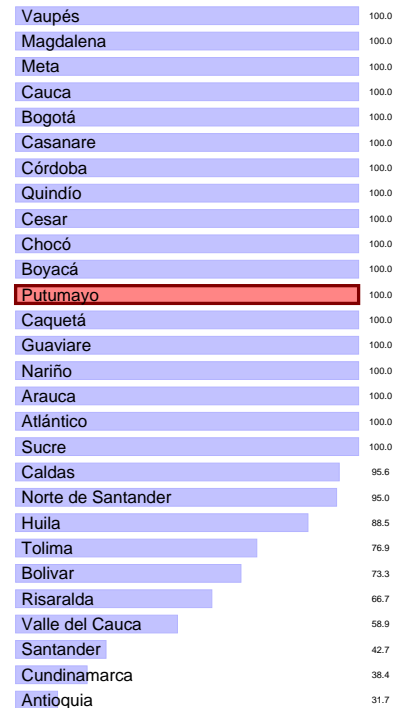 Vaupés 100.0
Magdalena 100.0
Meta 100.0
Cauca 100.0
Bogotá 100.0
Casanare 100.0
Córdoba 100.0
Quindío 100.0
Cesar 100.0
Chocó 100.0
Boyacá 100.0
Putumayo 100.0
Caquetá 100.0
Guaviare 100.0
Nariño 100.0
Arauca 100.0
Atlántico 100.0
Sucre 100.0
Caldas 95.6
Norte de Santander 95.0
Huila 88.5
Tolima 76.9
Bolivar 73.3
Risaralda 66.7
Valle del Cauca 58.9
Santander 42.7
Cundinamarca 38.4
Antioquia 31.7